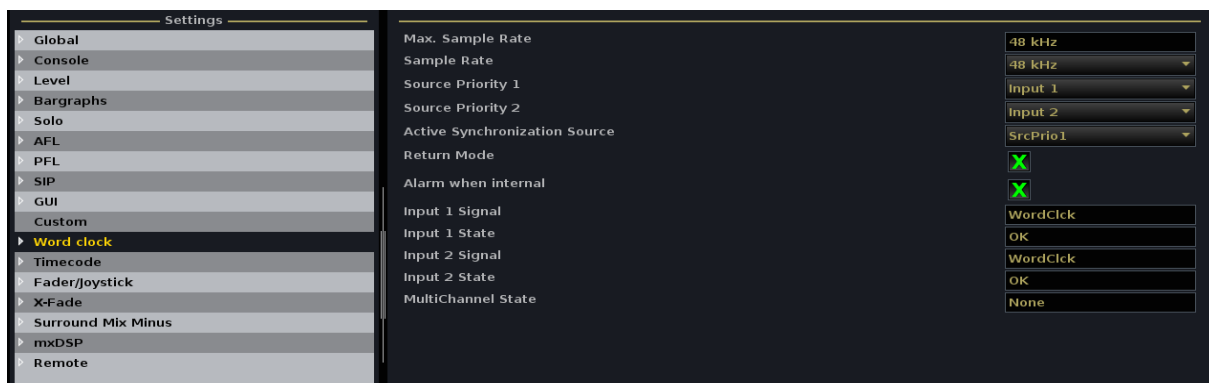 Settings
Global
Console
Level
Bargraphs
Solo
AFL
PFL
SIP
GUI
Custom
Word clock
Timecode
Fader/Joystick
X-Fade
Surround Mix Minus
mxDSP
Remote
Max. Sample Rate 48 kHz
Sample Rate 48 kHz
Source Priority 1 Input 1
Source Priority 2 Input 2
Active Synchronization Source SrcPrio1
Return Mode X
Alarm when internal X
Input 1 Signal WordClck
Input 1 State OK
Input 2 Signal WordClck
Input 2 State OK
MultiChannel State None